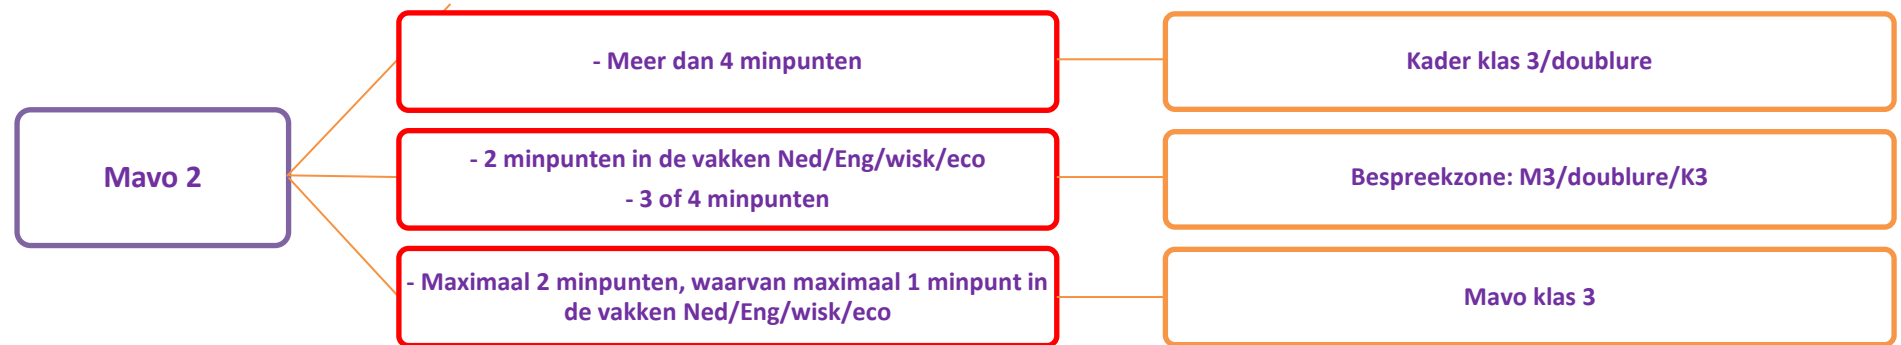 Mavo 2
- Meer dan 4 minpunten
Kader klas 3/doublure
- 2 minpunten in de vakken Ned/Eng/wisk/eco
- 3 of 4 minpunten
Bespreekzone: M3/doublure/K3
- Maximaal 2 minpunten, waarvan maximaal 1 minpunt in
de vakken Ned/Eng/wisk/eco
Mavo klas 3